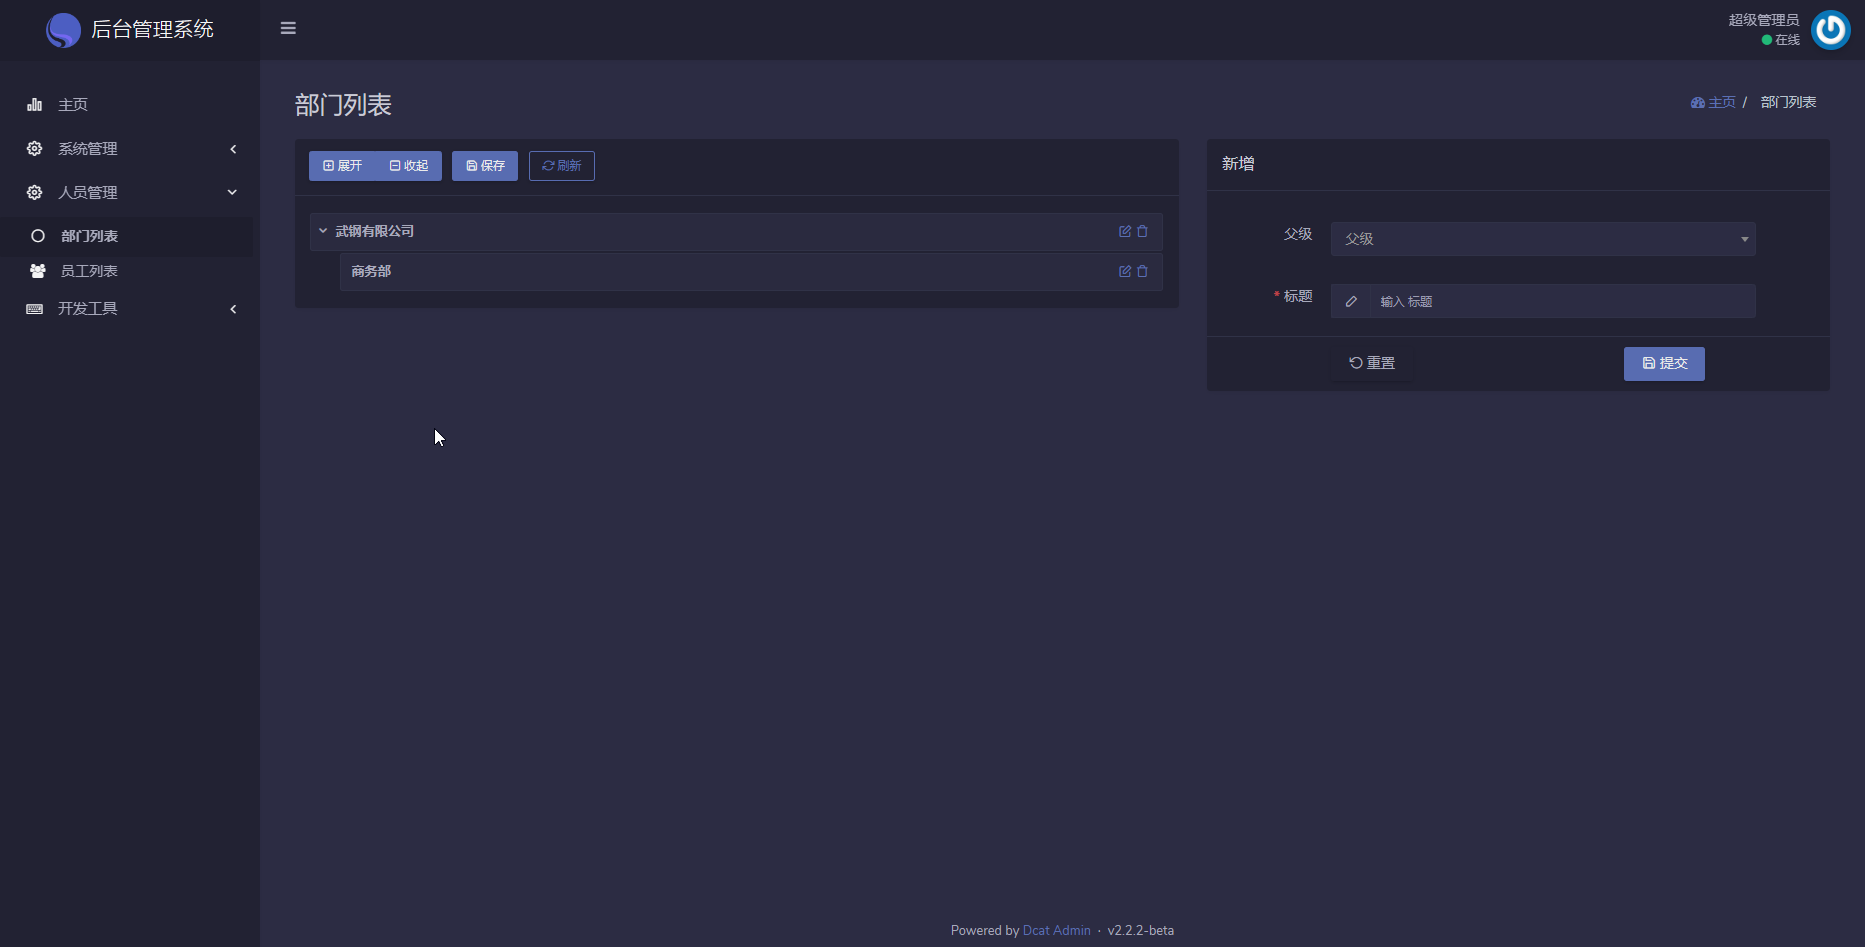 后台管理系统
超级管理员
在线
主页
系统管理
人员管理
部门列表
员工列表
开发工具
部门列表
主页 / 部门列表
展开 收起 保存 刷新
武钢有限公司
商务部
新增
父级 父级
* 标题 输入 标题
重置 提交
Powered by Dcat Admin · v2.2.2-beta